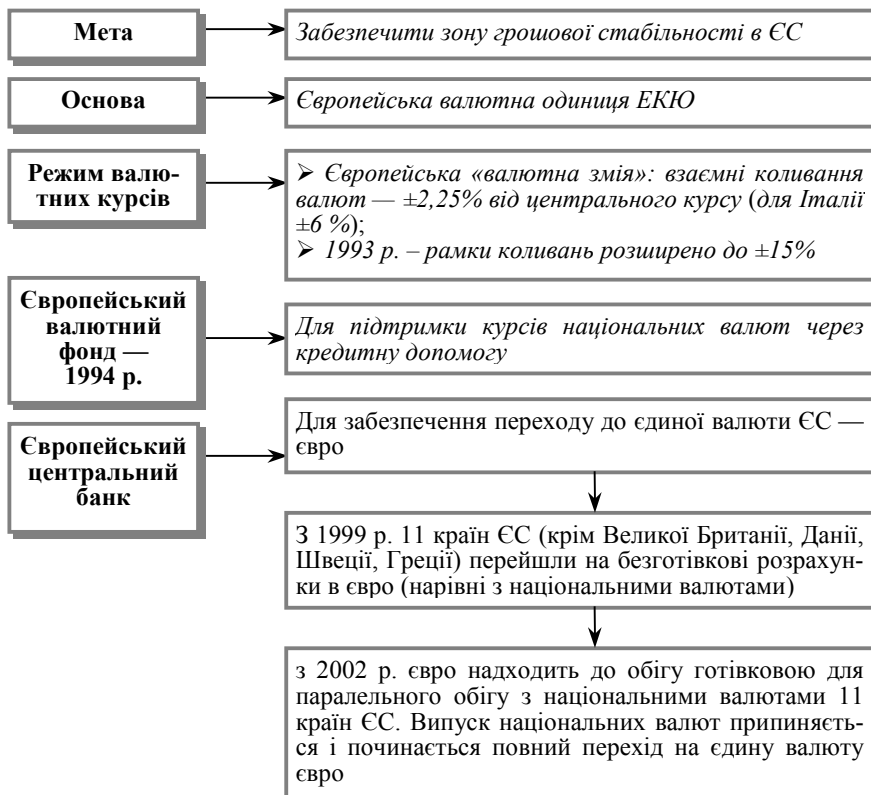 Мета
Забезпечити зону грошової стабільності в ЄС
Основа
Європейська валютна одиниця ЕКЮ
Режим валю-
тних курсів
➢ Європейська «валютна змія»: взаємні коливання
валют — ±2,25% від центрального курсу (для Італії
±6 %);
➢ 1993 р. – рамки коливань розширено до ±15%
Європейський
валютний
фонд —
1994 р.
Для підтримки курсів національних валют через
кредитну допомогу
Європейський
центральний
банк
Для забезпечення переходу до єдиної валюти ЄС —
євро
З 1999 р. 11 країн ЄС (крім Великої Британії, Данії,
Швеції, Греції) перейшли на безготівкові розрахун-
ки в євро (нарівні з національними валютами)
з 2002 р. євро надходить до обігу готівковою для
паралельного обігу з національними валютами 11
країн ЄС. Випуск національних валют припиняєть-
ся і починається повний перехід на єдину валюту
євро